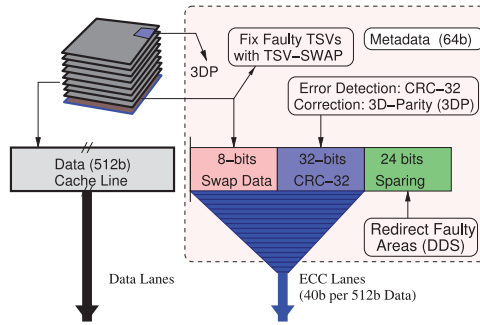 Fix Faulty TSVs
with TSV–SWAP
Metadata (64b)
3DP
Error Detection: CRC–32
Correction: 3D–Parity (3DP)
Data (512b)
Cache Line
8–bits
Swap Data
32–bits
CRC–32
24 bits
Sparing
Redirect Faulty
Areas (DDS)
Data Lanes
ECC Lanes
(40b per 512b Data)